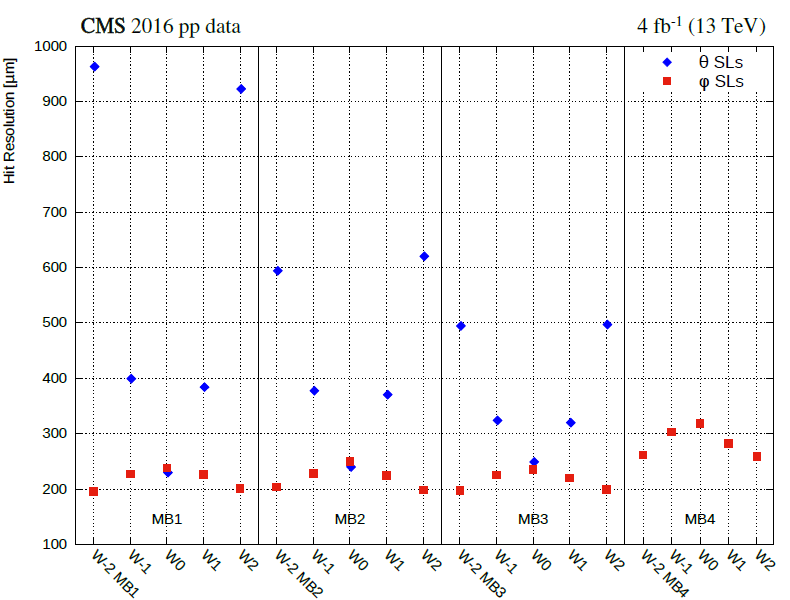 CMS 2016 pp data
4 fb-1 (13 TeV)
Hit Resolution [µm]
1000
900
800
700
600
500
400
300
200
100
θ SLs
φ SLs
MB1
MB2
MB3
MB4
W-2 MB1
W-1
W0
W1
W2
W-2 MB2
W-1
W0
W1
W2
W-2 MB3
W-1
W0
W1
W2
W-2 MB4
W-1
W0
W1
W2